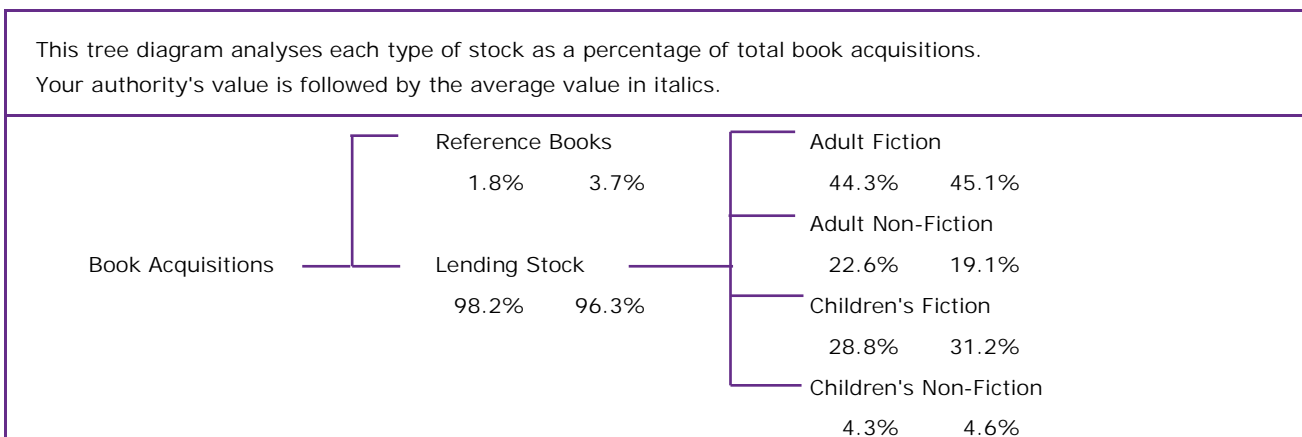 This tree diagram analyses each type of stock as a percentage of total book acquisitions.
Your authority's value is followed by the average value in italics.
Reference Books
1.8% 3.7%
Book Acquisitions
Lending Stock
98.2% 96.3%
Adult Fiction
44.3% 45.1%
Adult Non-Fiction
22.6% 19.1%
Children's Fiction
28.8% 31.2%
Children's Non-Fiction
4.3% 4.6%